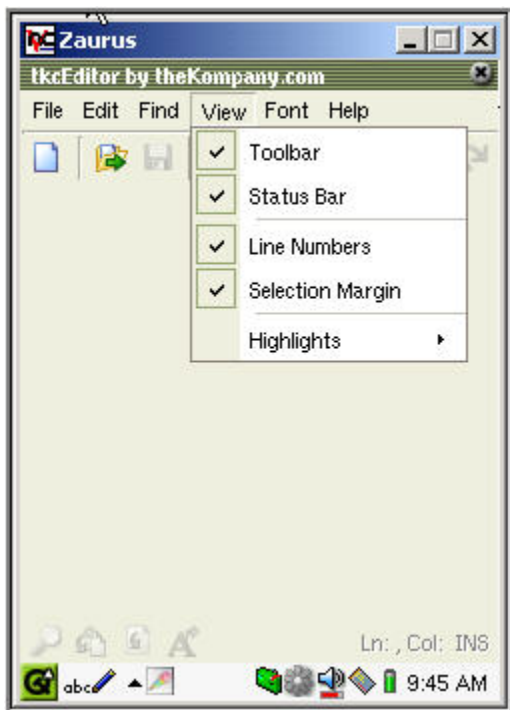 Zaurus
tkcEditor by theKompany.com
File Edit Find View Font Help
Toolbar
Status Bar
Line Numbers
Selection Margin
Highlights
Ln: , Col: INS
abc 9:45 AM